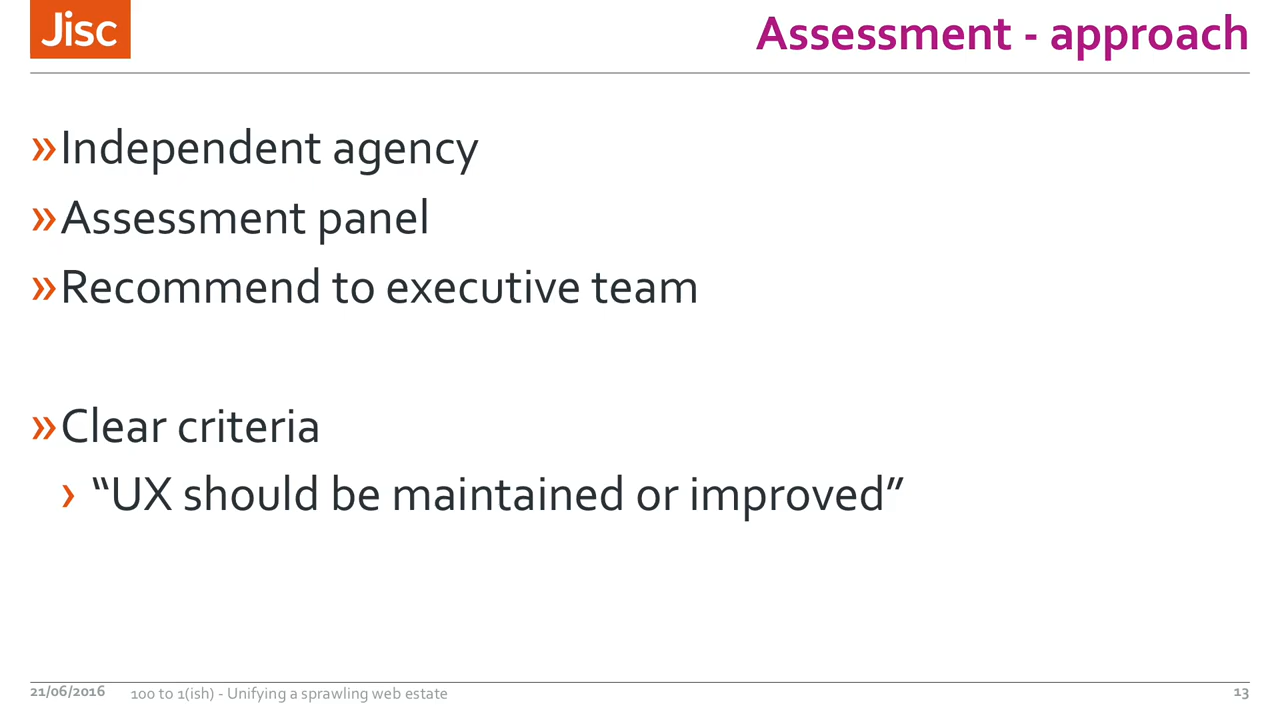 Jisc
Assessment - approach
»Independent agency
»Assessment panel
»Recommend to executive team
»Clear criteria
› “UX should be maintained or improved”
21/06/2016 100 to 1(ish) - Unifying a sprawling web estate 13